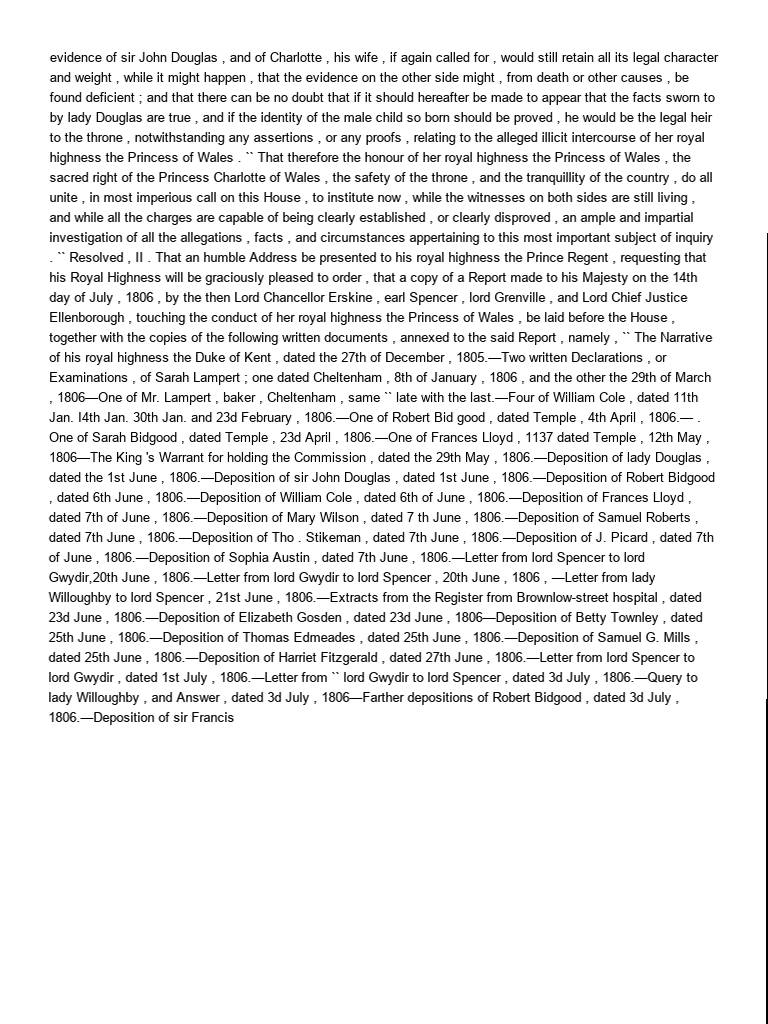 evidence of sir John Douglas , and of Charlotte , his wife , if again called for , would still retain all its legal character
and weight , while it might happen , that the evidence on the other side might , from death or other causes , be
found deficient ; and that there can be no doubt that if it should hereafter be made to appear that the facts sworn to
by lady Douglas are true , and if the identity of the male child so born should be proved , he would be the legal heir
to the throne , notwithstanding any assertions , or any proofs , relating to the alleged illicit intercourse of her royal
highness the Princess of Wales . `` That therefore the honour of her royal highness the Princess of Wales , the
sacred right of the Princess Charlotte of Wales , the safety of the throne , and the tranquillity of the country , do all
unite , in most imperious call on this House , to institute now , while the witnesses on both sides are still living ,
and while all the charges are capable of being clearly established , or clearly disproved , an ample and impartial
investigation of all the allegations , facts , and circumstances appertaining to this most important subject of inquiry
. `` Resolved , II . That an humble Address be presented to his royal highness the Prince Regent , requesting that
his Royal Highness will be graciously pleased to order , that a copy of a Report made to his Majesty on the 14th
day of July , 1806 , by the then Lord Chancellor Erskine , earl Spencer , lord Grenville , and Lord Chief Justice
Ellenborough , touching the conduct of her royal highness the Princess of Wales , be laid before the House ,
together with the copies of the following written documents , annexed to the said Report , namely , `` The Narrative
of his royal highness the Duke of Kent , dated the 27th of December , 1805.—Two written Declarations , or
Examinations , of Sarah Lampert ; one dated Cheltenham , 8th of January , 1806 , and the other the 29th of March
, 1806—One of Mr. Lampert , baker , Cheltenham , same `` late with the last.—Four of William Cole , dated 11th
Jan. I4th Jan. 30th Jan. and 23d February , 1806.—One of Robert Bid good , dated Temple , 4th April , 1806.— .
One of Sarah Bidgood , dated Temple , 23d April , 1806.—One of Frances Lloyd , 1137 dated Temple , 12th May ,
1806—The King 's Warrant for holding the Commission , dated the 29th May , 1806.—Deposition of lady Douglas ,
dated the 1st June , 1806.—Deposition of sir John Douglas , dated 1st June , 1806.—Deposition of Robert Bidgood
, dated 6th June , 1806.—Deposition of William Cole , dated 6th of June , 1806.—Deposition of Frances Lloyd ,
dated 7th of June , 1806.—Deposition of Mary Wilson , dated 7 th June , 1806.—Deposition of Samuel Roberts ,
dated 7th June , 1806.—Deposition of Tho . Stikeman , dated 7th June , 1806.—Deposition of J. Picard , dated 7th
of June , 1806.—Deposition of Sophia Austin , dated 7th June , 1806.—Letter from lord Spencer to lord
Gwydir,20th June , 1806.—Letter from lord Gwydir to lord Spencer , 20th June , 1806 , —Letter from lady
Willoughby to lord Spencer , 21st June , 1806.—Extracts from the Register from Brownlow-street hospital , dated
23d June , 1806.—Deposition of Elizabeth Gosden , dated 23d June , 1806—Deposition of Betty Townley , dated
25th June , 1806.—Deposition of Thomas Edmeades , dated 25th June , 1806.—Deposition of Samuel G. Mills ,
dated 25th June , 1806.—Deposition of Harriet Fitzgerald , dated 27th June , 1806.—Letter from lord Spencer to
lord Gwydir , dated 1st July , 1806.—Letter from `` lord Gwydir to lord Spencer , dated 3d July , 1806.—Query to
lady Willoughby , and Answer , dated 3d July , 1806—Farther depositions of Robert Bidgood , dated 3d July ,
1806.—Deposition of sir Francis